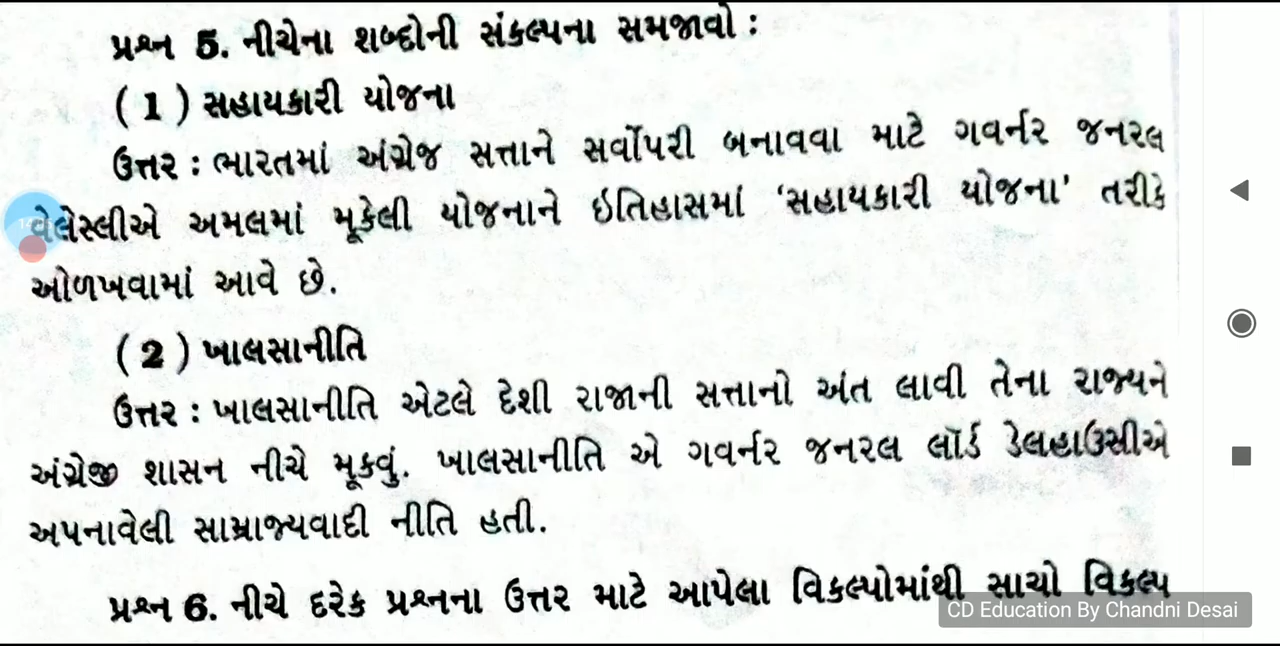 પ્રશ્ન 5. નીચેના શબ્દોની સંકલ્પના સમજાવો :
( 1 ) સહાયકારી યોજના
ઉત્તર : ભારતમાં અંગ્રેજ સત્તાને સર્વોપરી બનાવવા માટે ગવર્નર જનરલ
વેલેસ્લીએ અમલમાં મૂકેલી યોજનાને ઇતિહાસમાં ‘સહાયકારી યોજના’ તરીકે
ઓળખવામાં આવે છે.
( 2 ) ખાલસાનીતિ
ઉત્તર : ખાલસાનીતિ એટલે દેશી રાજાની સત્તાનો અંત લાવી તેના રાજ્યને
અંગ્રેજી શાસન નીચે મૂકવું. ખાલસાનીતિ એ ગવર્નર જનરલ લૉર્ડ ડેલહાઉસીએ
અપનાવેલી સામ્રાજ્યવાદી નીતિ હતી.
પ્રશ્ન 6. નીચે દરેક પ્રશ્નના ઉત્તર માટે આપેલા વિકલ્પોમાંથી સાચો વિકલ્પ
CD Education By Chandni Desai